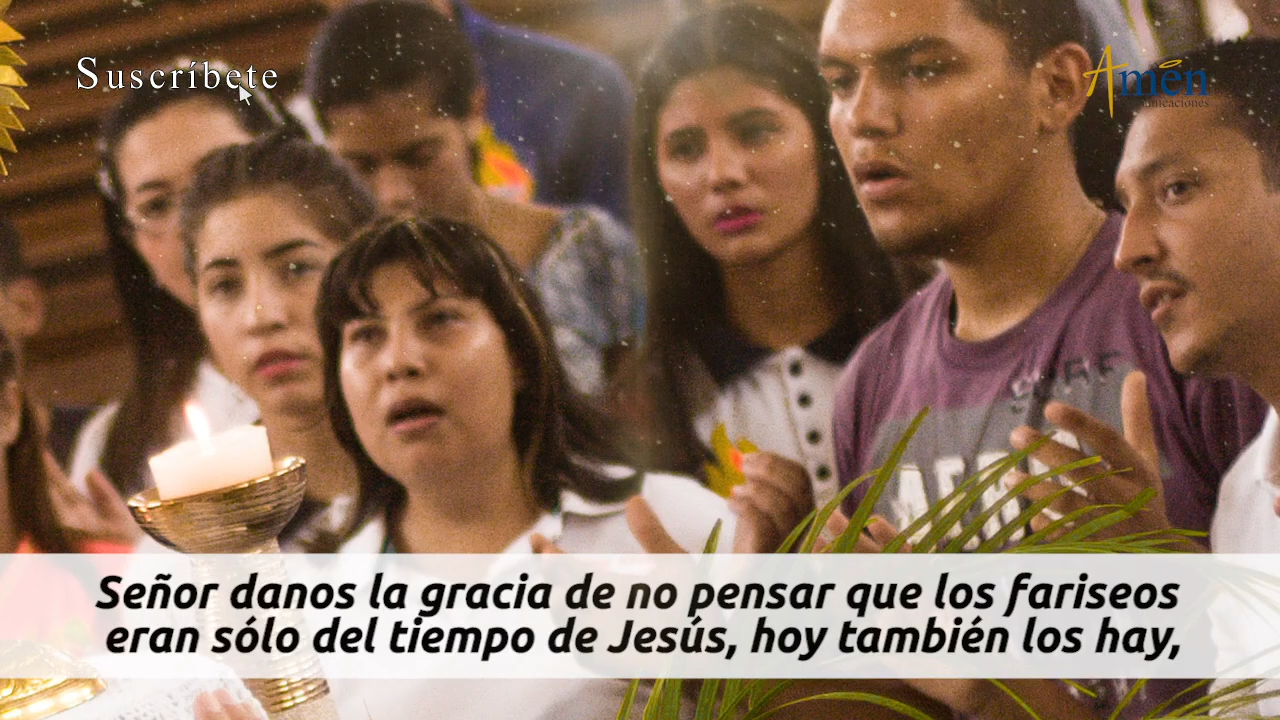 Suscríbete
Amén
Señor danos la gracia de no pensar que los fariseos
eran sólo del tiempo de Jesús, hoy también los hay,